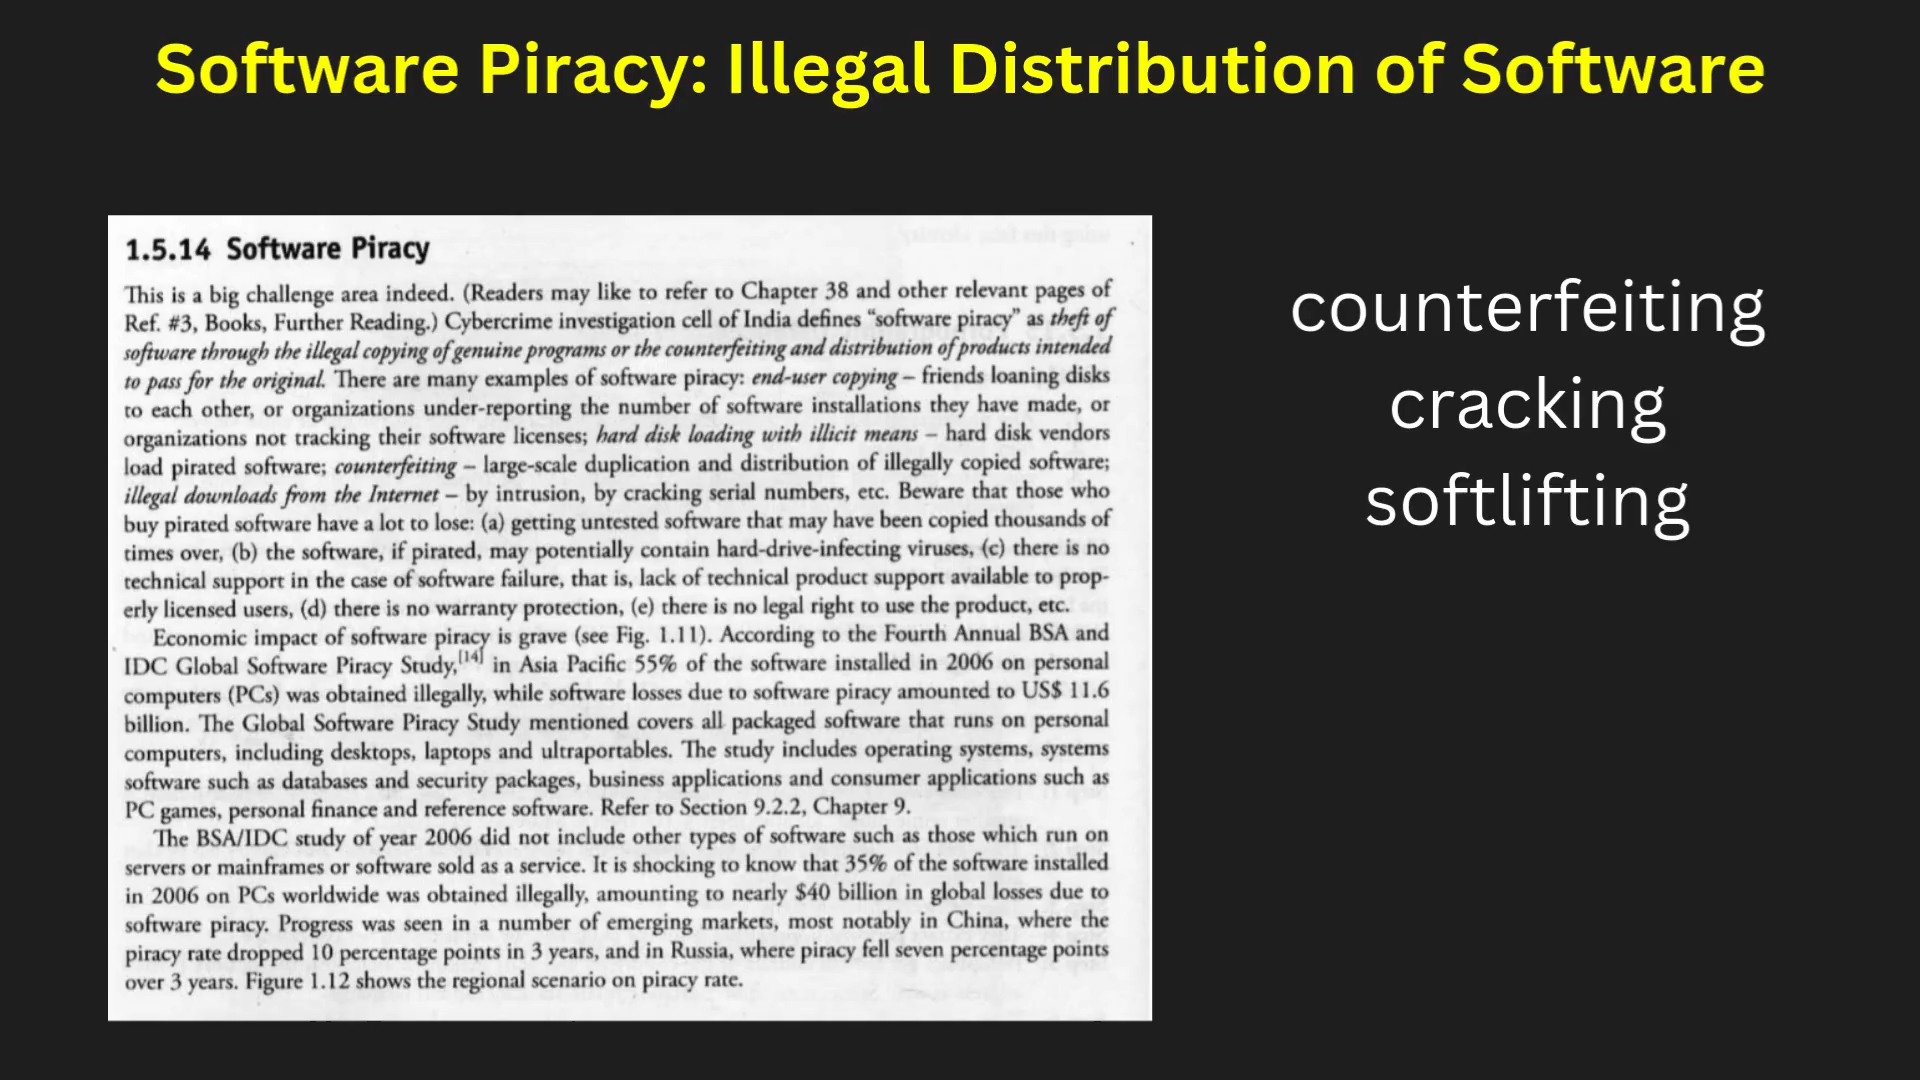 Software Piracy: Illegal Distribution of Software
1.5.14 Software Piracy
This is a big challenge area indeed. (Readers may like to refer to Chapter 38 and other relevant pages of
Ref. #3, Books, Further Reading.) Cybercrime investigation cell of India defines “software piracy” as theft of
software through the illegal copying of genuine programs or the counterfeiting and distribution of products intended
to pass for the original. There are many examples of software piracy: end-user copying – friends loaning disks
to each other, or organizations under-reporting the number of software installations they have made, or
organizations not tracking their software licenses; hard disk loading with illicit means – hard disk vendors
load pirated software; counterfeiting – large-scale duplication and distribution of illegally copied software;
illegal downloads from the Internet – by intrusion, by cracking serial numbers, etc. Beware that those who
buy pirated software have a lot to lose: (a) getting untested software that may have been copied thousands of
times over, (b) the software, if pirated, may potentially contain hard-drive-infecting viruses, (c) there is no
technical support in the case of software failure, that is, lack of technical product support available to prop-
erly licensed users, (d) there is no warranty protection, (e) there is no legal right to use the product, etc.
Economic impact of software piracy is grave (see Fig. 1.11). According to the Fourth Annual BSA and
IDC Global Software Piracy Study,[14] in Asia Pacific 55% of the software installed in 2006 on personal
computers (PCs) was obtained illegally, while software losses due to software piracy amounted to US$ 11.6
billion. The Global Software Piracy Study mentioned covers all packaged software that runs on personal
computers, including desktops, laptops and ultraportables. The study includes operating systems, systems
software such as databases and security packages, business applications and consumer applications such as
PC games, personal finance and reference software. Refer to Section 9.2.2, Chapter 9.
The BSA/IDC study of year 2006 did not include other types of software such as those which run on
servers or mainframes or software sold as a service. It is shocking to know that 35% of the software installed
in 2006 on PCs worldwide was obtained illegally, amounting to nearly $40 billion in global losses due to
software piracy. Progress was seen in a number of emerging markets, most notably in China, where the
piracy rate dropped 10 percentage points in 3 years, and in Russia, where piracy fell seven percentage points
over 3 years. Figure 1.12 shows the regional scenario on piracy rate.
counterfeiting
cracking
softlifting